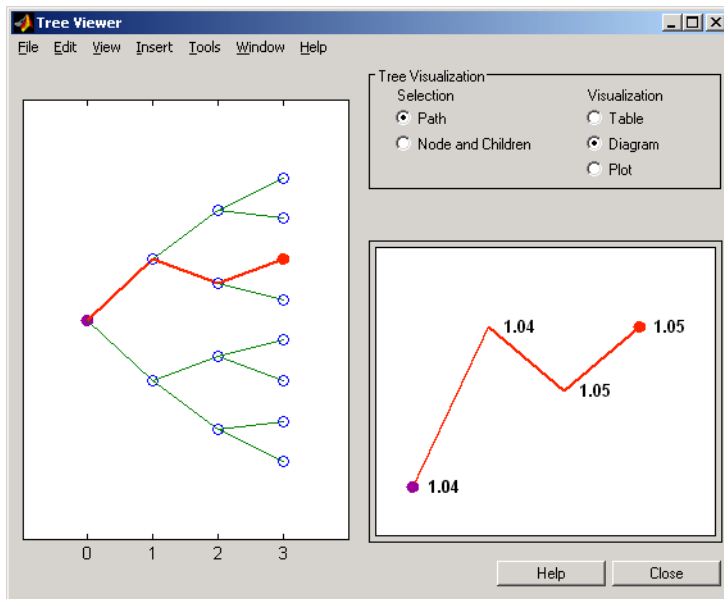 Tree Viewer
File Edit View Insert Tools Window Help
Tree Visualization
Selection
Path
Node and Children
Visualization
Table
Diagram
Plot
0 1 2 3
1.04
1.05
1.05
1.04
Help
Close